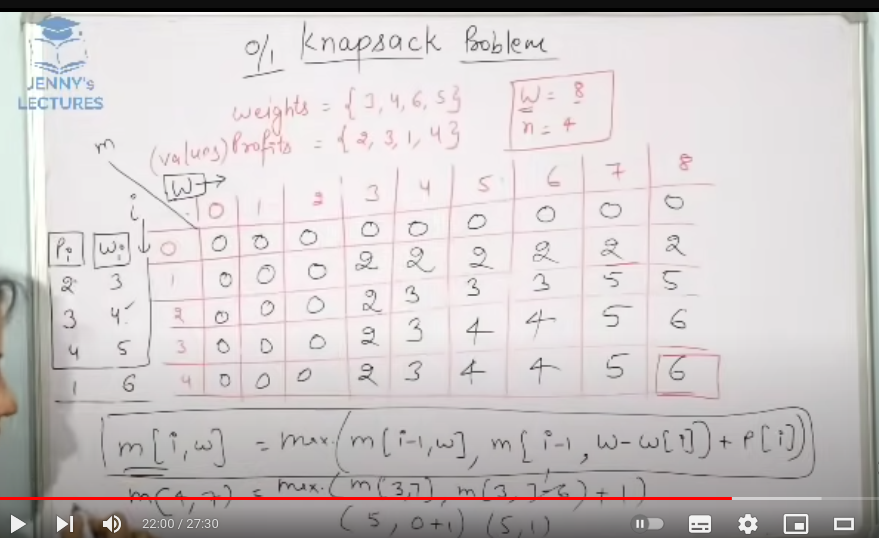 0/1 Knapsack Problem
JENNY's
LECTURES
weights = { 3, 4, 6, 5 }
W = 8
(values) Profits = { 2, 3, 1, 4 }
n = 4
m
W →
i
0 1 2 3 4 5 6 7 8
Pi Wi 0 0 0 0 0 0 0 0 0 0
2 3 1 0 0 0 2 2 2 2 2 2
3 4 2 0 0 0 2 3 3 3 5 5
4 5 3 0 0 0 2 3 4 4 5 6
1 6 4 0 0 0 2 3 4 4 5 6
m[i,w] = max.(m[i-1,w], m[i-1, w-w[i]] + P[i])
m(4,7) = max.(m(3,7), m(3, 7-6) + 1)
(5, 0+1) (5, 1)
22:00 / 27:30